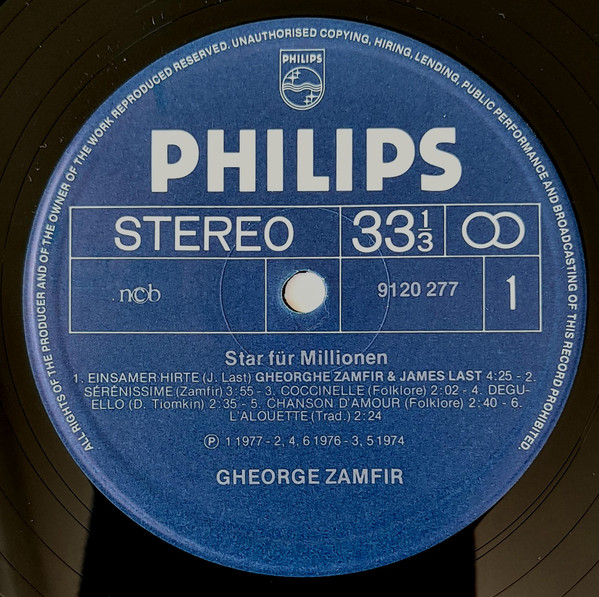 ALL RIGHTS OF THE PRODUCER AND OF THE OWNER OF THE WORK REPRODUCED RESERVED. UNAUTHORISED COPYING, HIRING, LENDING, PUBLIC PERFORMANCE AND BROADCASTING OF THIS RECORD PROHIBITED.
PHILIPS
PHILIPS
STEREO 33 1/3
ncb 9120 277 1
Star für Millionen
1. EINSAMER HIRTE (J. Last) GHEORGHE ZAMFIR & JAMES LAST 4:25 - 2.
SÉRÉNISSIME (Zamfir) 3:55 - 3. COCCINELLE (Folklore) 2:02 - 4. DEGU-
ELLO (D. Tiomkin) 2:35 - 5. CHANSON D'AMOUR (Folklore) 2:40 - 6.
L'ALOUETTE (Trad.) 2:24
Ⓟ 1 1977 - 2, 4, 6 1976 - 3, 5 1974
GHEORGE ZAMFIR